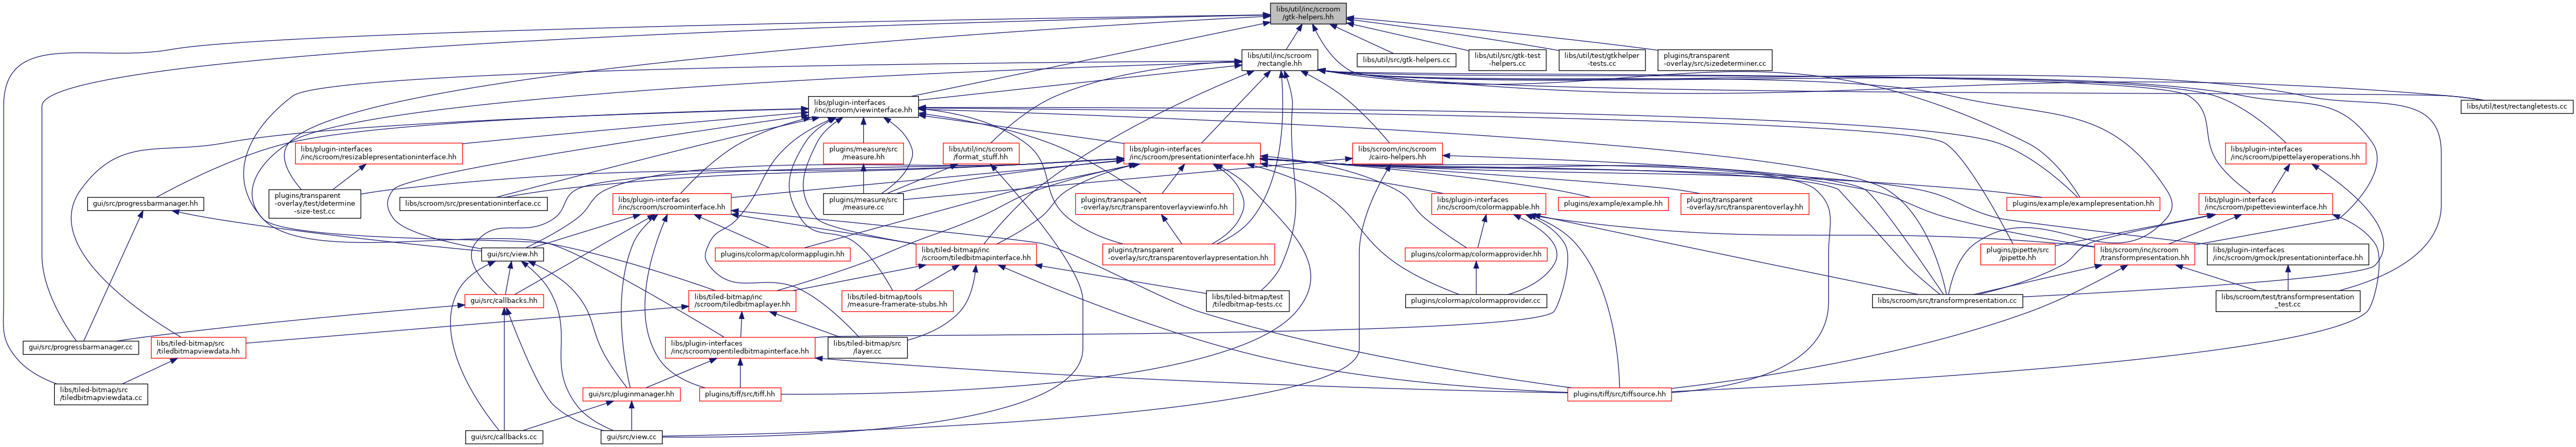 libs/util/inc/scroom
/gtk-helpers.hh
libs/util/inc/scroom
/rectangle.hh
libs/util/src/gtk-helpers.cc
libs/util/src/gtk-test
-helpers.cc
libs/util/test/gtkhelper
-tests.cc
plugins/transparent
-overlay/src/sizedeterminer.cc
libs/plugin-interfaces
/inc/scroom/viewinterface.hh
libs/util/test/rectangletests.cc
libs/plugin-interfaces
/inc/scroom/resizablepresentationinterface.hh
plugins/measure/src
/measure.hh
libs/util/inc/scroom
/format_stuff.hh
libs/plugin-interfaces
/inc/scroom/presentationinterface.hh
libs/scroom/inc/scroom
/cairo-helpers.hh
libs/plugin-interfaces
/inc/scroom/pipettelayeroperations.hh
gui/src/progressbarmanager.hh
plugins/transparent
-overlay/test/determine
-size-test.cc
libs/scroom/src/presentationinterface.cc
libs/plugin-interfaces
/inc/scroom/scroominterface.hh
plugins/measure/src
/measure.cc
plugins/transparent
-overlay/src/transparentoverlayviewinfo.hh
libs/plugin-interfaces
/inc/scroom/colormappable.hh
plugins/example/example.hh
plugins/transparent
-overlay/src/transparentoverlay.hh
plugins/example/examplepresentation.hh
libs/plugin-interfaces
/inc/scroom/pipetteviewinterface.hh
gui/src/view.hh
plugins/colormap/colormapplugin.hh
libs/tiled-bitmap/inc
/scroom/tiledbitmapinterface.hh
plugins/transparent
-overlay/src/transparentoverlaypresentation.hh
plugins/colormap/colormapprovider.hh
plugins/pipette/src
/pipette.hh
libs/scroom/inc/scroom
/transformpresentation.hh
libs/plugin-interfaces
/inc/scroom/gmock/presentationinterface.hh
gui/src/callbacks.hh
libs/tiled-bitmap/inc
/scroom/tiledbitmaplayer.hh
libs/tiled-bitmap/tools
/measure-framerate-stubs.hh
libs/tiled-bitmap/test
/tiledbitmap-tests.cc
plugins/colormap/colormapprovider.cc
libs/scroom/src/transformpresentation.cc
libs/scroom/test/transformpresentation
_test.cc
gui/src/progressbarmanager.cc
libs/tiled-bitmap/src
/tiledbitmapviewdata.hh
libs/plugin-interfaces
/inc/scroom/opentiledbitmapinterface.hh
libs/tiled-bitmap/src
/layer.cc
libs/tiled-bitmap/src
/tiledbitmapviewdata.cc
gui/src/pluginmanager.hh
plugins/tiff/src/tiff.hh
plugins/tiff/src/tiffsource.hh
gui/src/callbacks.cc
gui/src/view.cc